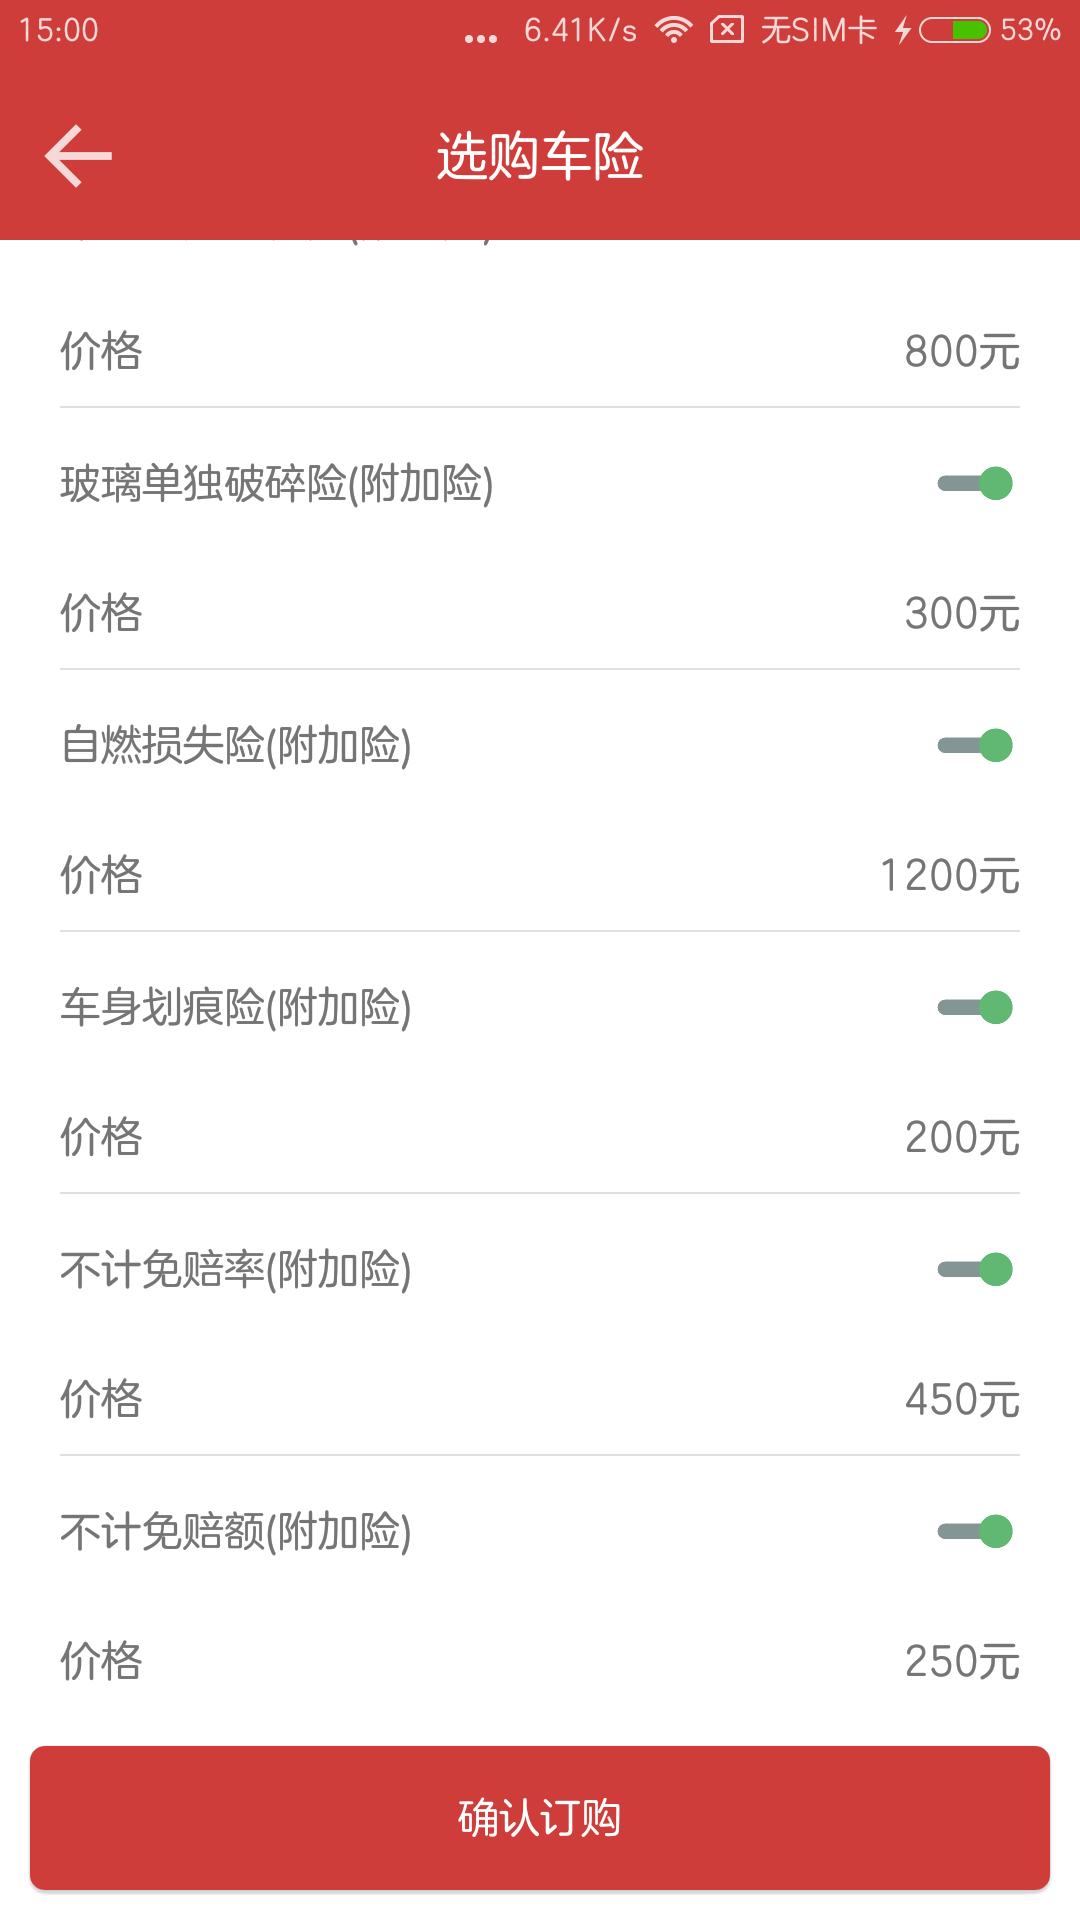 15:00 ... 6.41K/s 无SIM卡 53%
选购车险
价格 800元
玻璃单独破碎险(附加险)
价格 300元
自燃损失险(附加险)
价格 1200元
车身划痕险(附加险)
价格 200元
不计免赔率(附加险)
价格 450元
不计免赔额(附加险)
价格 250元
确认订购